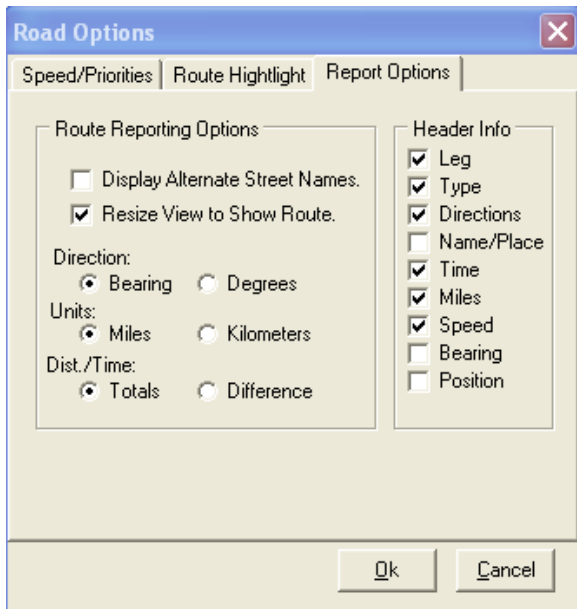 Road Options
Speed/Priorities
Route Hightlight
Report Options
Route Reporting Options
Display Alternate Street Names.
Resize View to Show Route.
Direction:
Bearing
Degrees
Units:
Miles
Kilometers
Dist./Time:
Totals
Difference
Header Info
Leg
Type
Directions
Name/Place
Time
Miles
Speed
Bearing
Position
Ok
Cancel